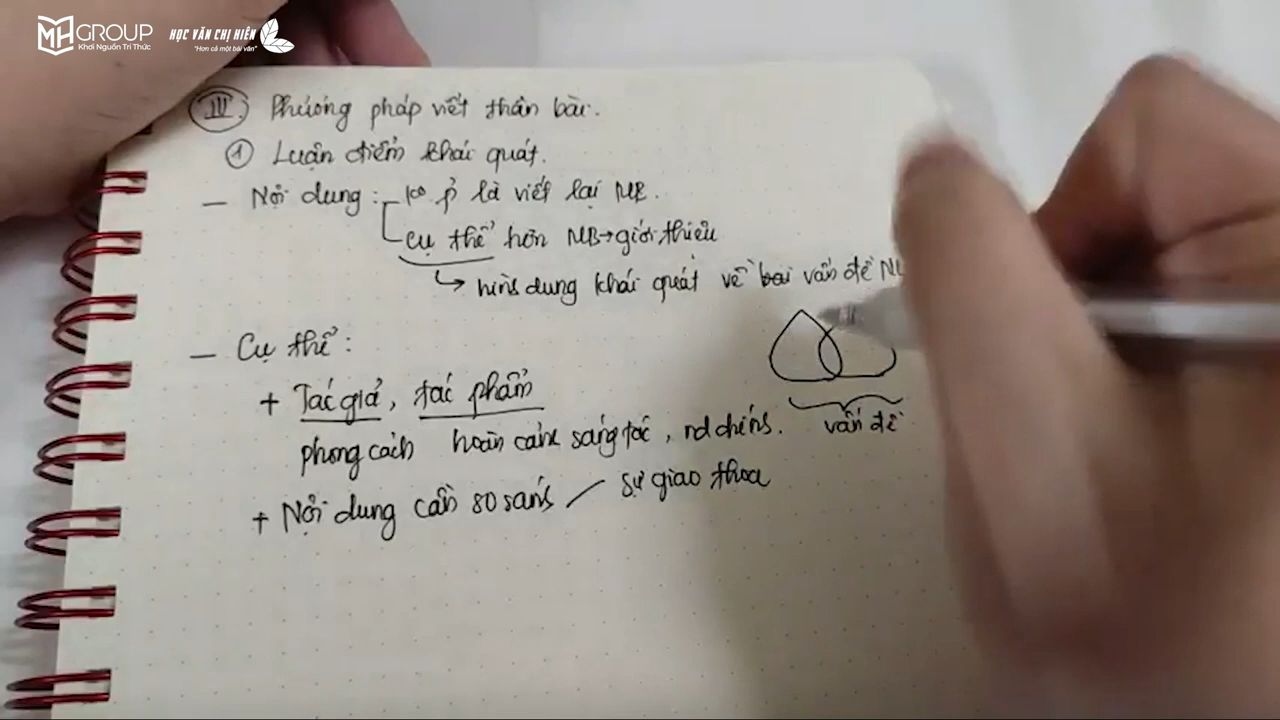 MH GROUP
Khơi Nguồn Tri Thức
HỌC VĂN CHỊ HIÊN
"Hơn cả một bài văn"
III Phương pháp viết thân bài.
1 Luận điểm khái quát.
- Nội dung: ko p̉ là viết lại MB.
cụ thể hơn MB → giới thiệu
↳ hình dung khái quát về vấn đề NL
- Cụ thể:
+ Tác giả, tác phẩm
phong cách hoàn cảnh sáng tác, nd chính.
vấn đề
+ Nội dung cần so sánh / sự giao thoa